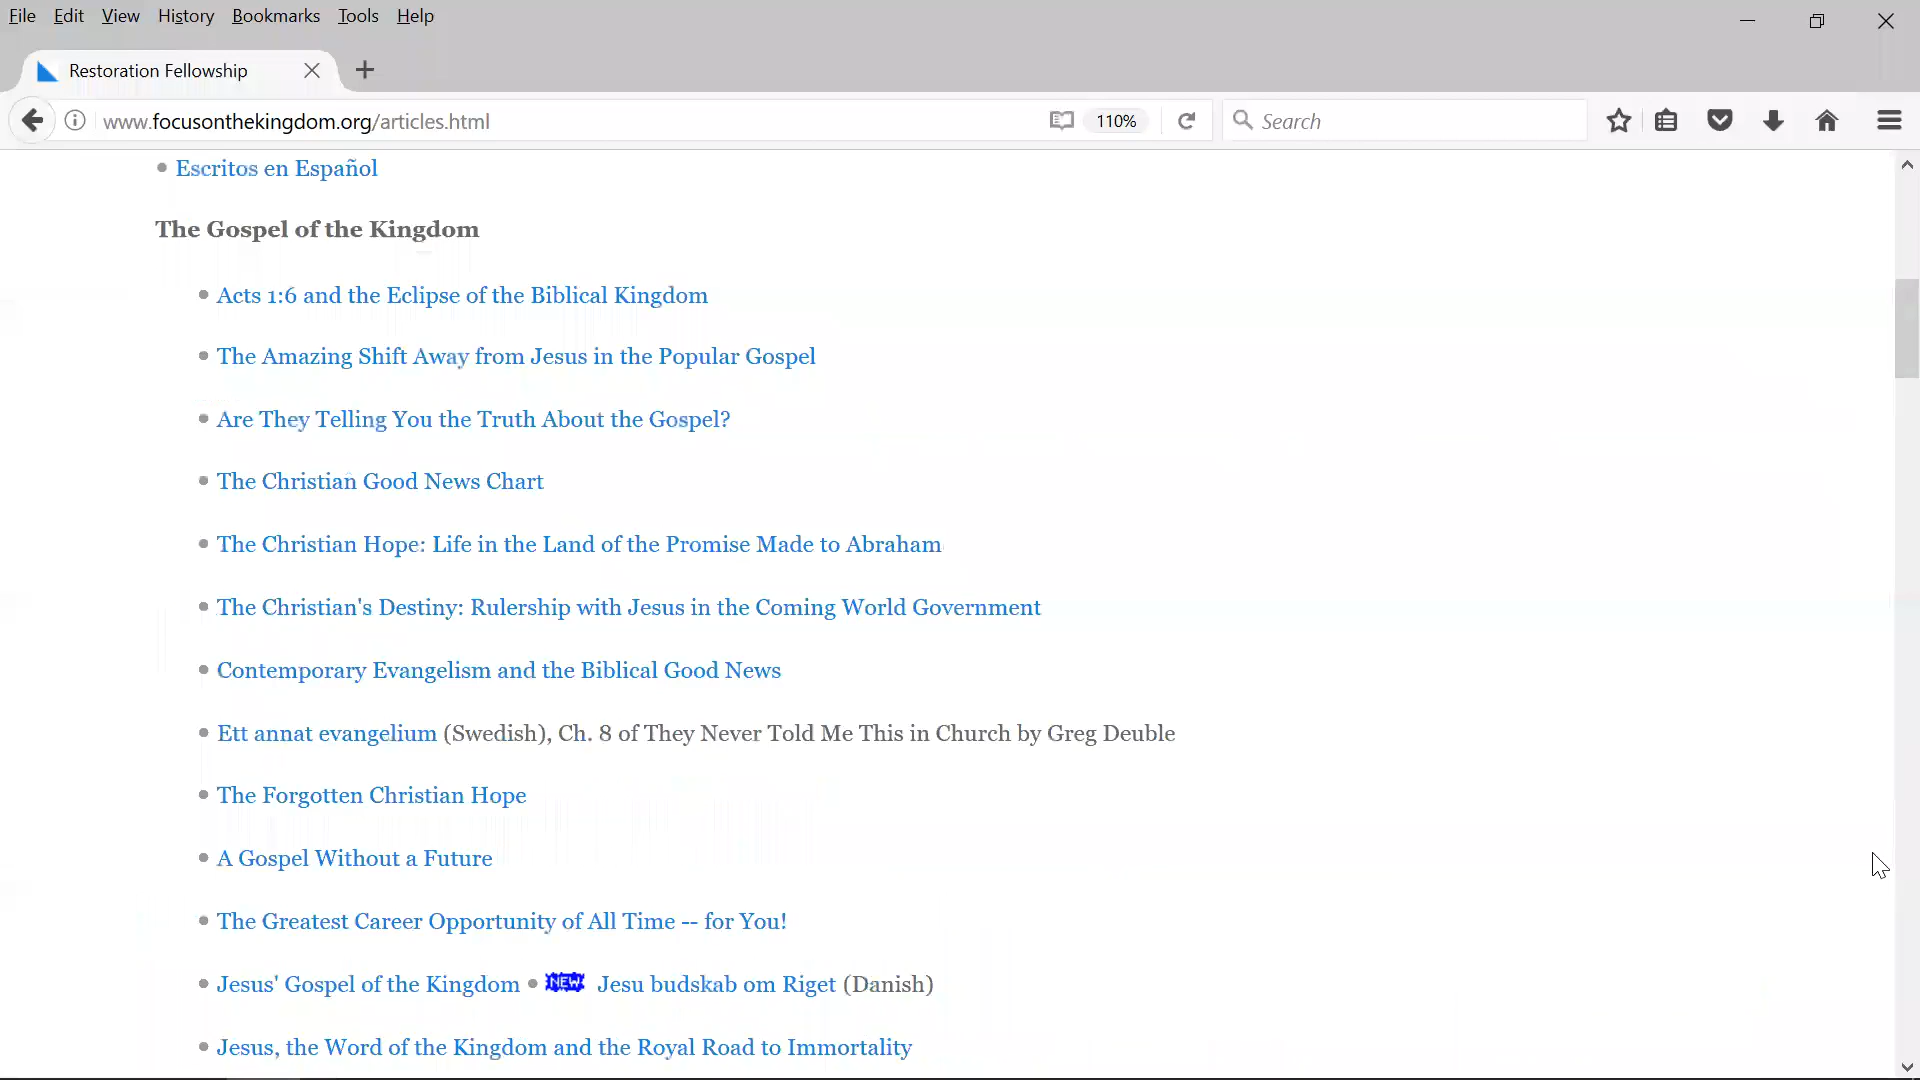 File Edit View History Bookmarks Tools Help
Restoration Fellowship
www.focusonthekingdom.org/articles.html 110% Search
Escritos en Español
The Gospel of the Kingdom
Acts 1:6 and the Eclipse of the Biblical Kingdom
The Amazing Shift Away from Jesus in the Popular Gospel
Are They Telling You the Truth About the Gospel?
The Christian Good News Chart
The Christian Hope: Life in the Land of the Promise Made to Abraham
The Christian's Destiny: Rulership with Jesus in the Coming World Government
Contemporary Evangelism and the Biblical Good News
Ett annat evangelium (Swedish), Ch. 8 of They Never Told Me This in Church by Greg Deuble
The Forgotten Christian Hope
A Gospel Without a Future
The Greatest Career Opportunity of All Time -- for You!
Jesus' Gospel of the Kingdom • NEW Jesu budskab om Riget (Danish)
Jesus, the Word of the Kingdom and the Royal Road to Immortality